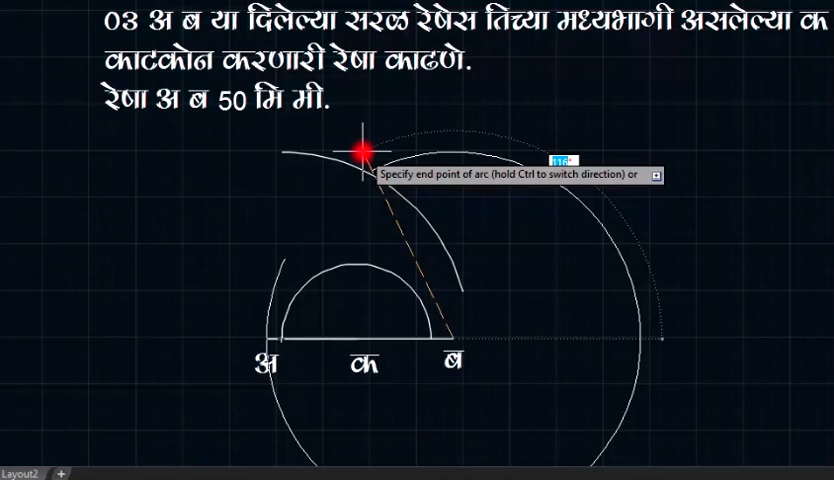 03 अ ब या दिलेल्या सरळ रेषेस तिच्या मध्यभागी असलेल्या क
काटकोन करणारी रेषा काढणे.
रेषा अ ब 50 मि मी.
116°
Specify end point of arc (hold Ctrl to switch direction) or
अ क ब
Layout2 +